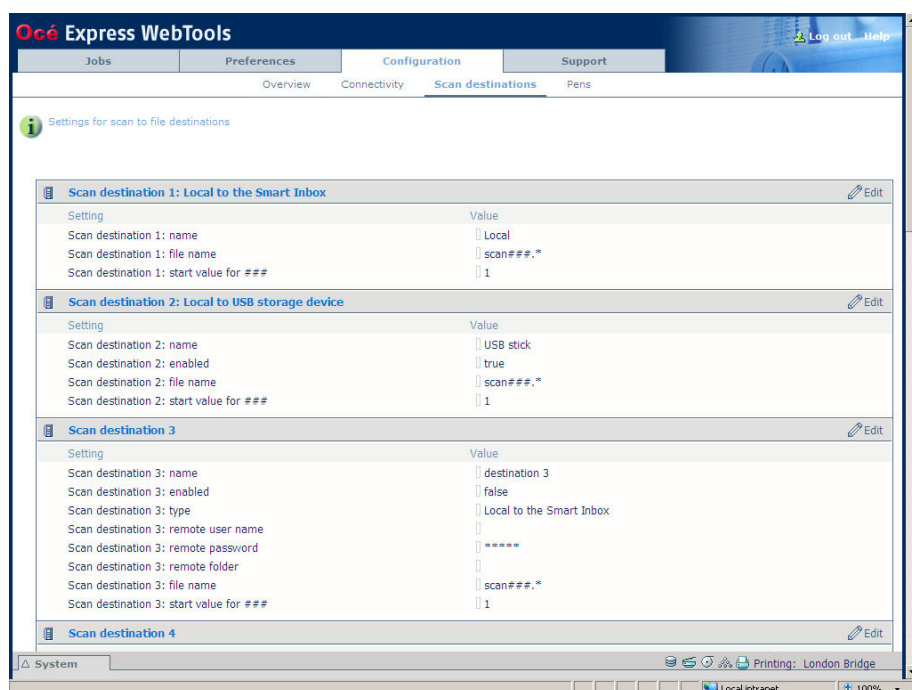 Océ Express WebTools
Log out Help
Jobs Preferences Configuration Support
Overview Connectivity Scan destinations Pens
Settings for scan to file destinations
Scan destination 1: Local to the Smart Inbox Edit
Setting Value
Scan destination 1: name Local
Scan destination 1: file name scan###.*
Scan destination 1: start value for ### 1
Scan destination 2: Local to USB storage device Edit
Setting Value
Scan destination 2: name USB stick
Scan destination 2: enabled true
Scan destination 2: file name scan###.*
Scan destination 2: start value for ### 1
Scan destination 3 Edit
Setting Value
Scan destination 3: name destination 3
Scan destination 3: enabled false
Scan destination 3: type Local to the Smart Inbox
Scan destination 3: remote user name
Scan destination 3: remote password *****
Scan destination 3: remote folder
Scan destination 3: file name scan###.*
Scan destination 3: start value for ### 1
Scan destination 4 Edit
System Printing: London Bridge
Local intranet 100%